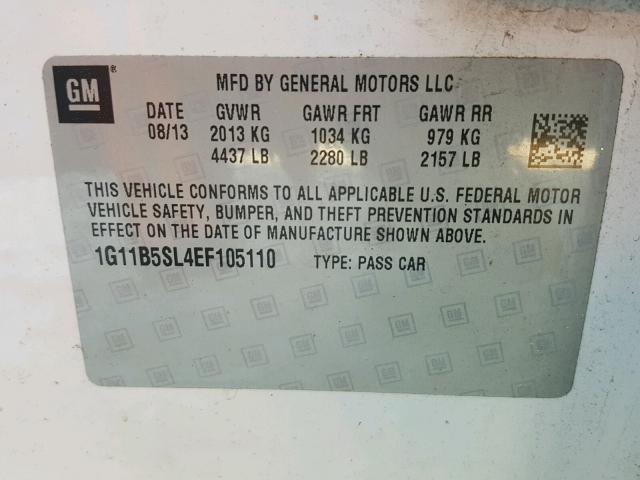 GM® MFD BY GENERAL MOTORS LLC
DATE GVWR GAWR FRT GAWR RR
08/13 2013 KG 1034 KG 979 KG
4437 LB 2280 LB 2157 LB
THIS VEHICLE CONFORMS TO ALL APPLICABLE U.S. FEDERAL MOTOR
VEHICLE SAFETY, BUMPER, AND THEFT PREVENTION STANDARDS IN
EFFECT ON THE DATE OF MANUFACTURE SHOWN ABOVE.
1G11B5SL4EF105110 TYPE: PASS CAR